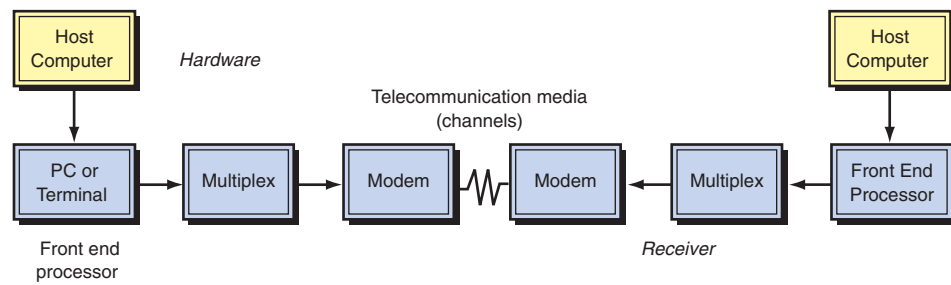 Host
Computer
Hardware
Host
Computer
Telecommunication media
(channels)
PC or
Terminal
Multiplex
Modem
Modem
Multiplex
Front End
Processor
Front end
processor
Receiver